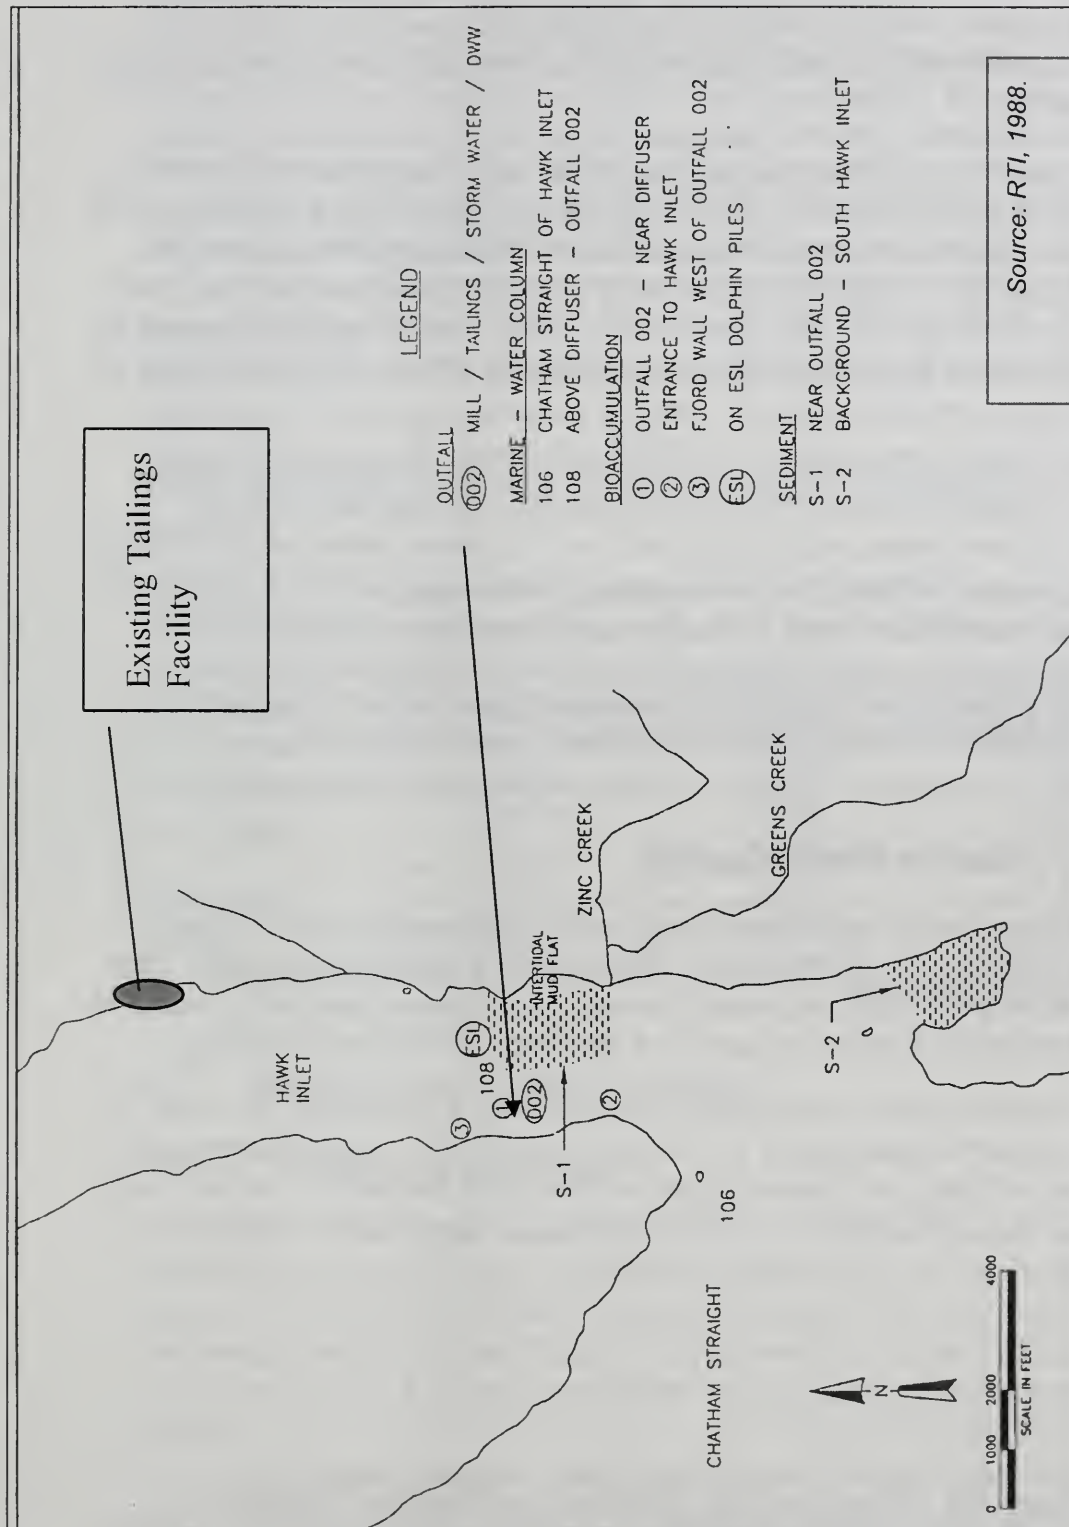 Existing Tailings
Facility
LEGEND
OUTFALL
002 MILL / TAILINGS / STORM WATER / DWW
MARINE - WATER COLUMN
106 CHATHAM STRAIGHT OF HAWK INLET
108 ABOVE DIFFUSER - OUTFALL 002
BIOACCUMULATION
1 OUTFALL 002 - NEAR DIFFUSER
2 ENTRANCE TO HAWK INLET
3 FJORD WALL WEST OF OUTFALL 002
ESL ON ESL DOLPHIN PILES
SEDIMENT
S-1 NEAR OUTFALL 002
S-2 BACKGROUND - SOUTH HAWK INLET
Source: RTI, 1988.
HAWK
INLET
ESL
108
3
1
002
INTERTIDAL
MUD FLAT
ZINC CREEK
2
S-1
GREENS CREEK
106
S-2
CHATHAM STRAIGHT
N
0 1000 2000 4000
SCALE IN FEET